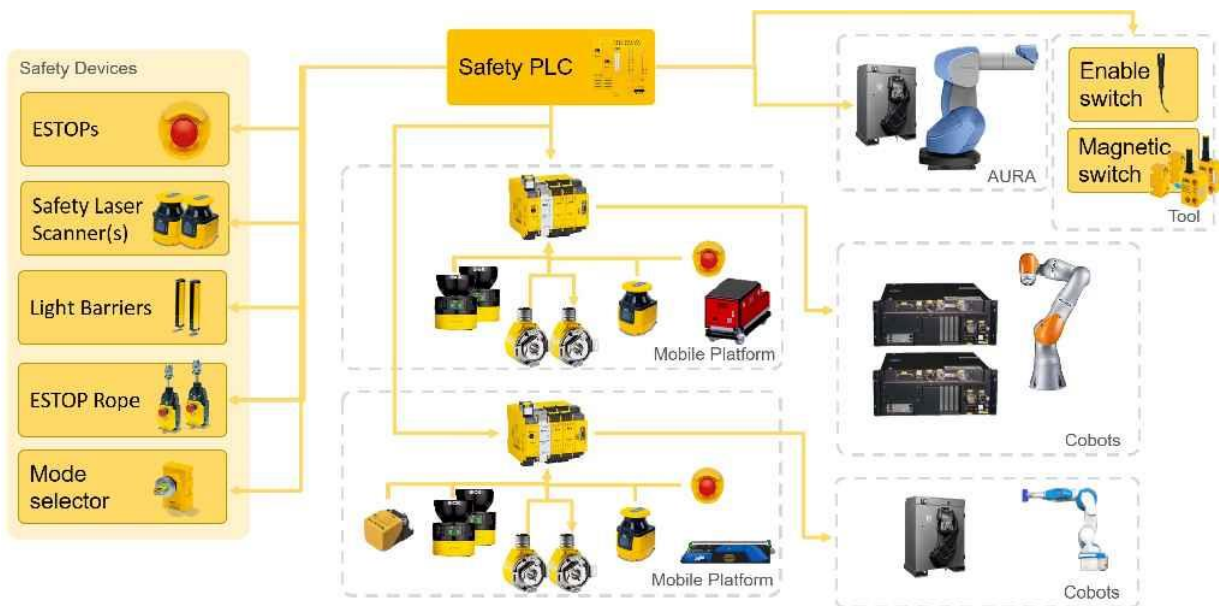 Safety Devices
ESTOPs
Safety Laser
Scanner(s)
Light Barriers
ESTOP Rope
Mode
selector
Safety PLC
AURA
Enable
switch
Magnetic
switch
Tool
Mobile Platform
Cobots
Mobile Platform
Cobots